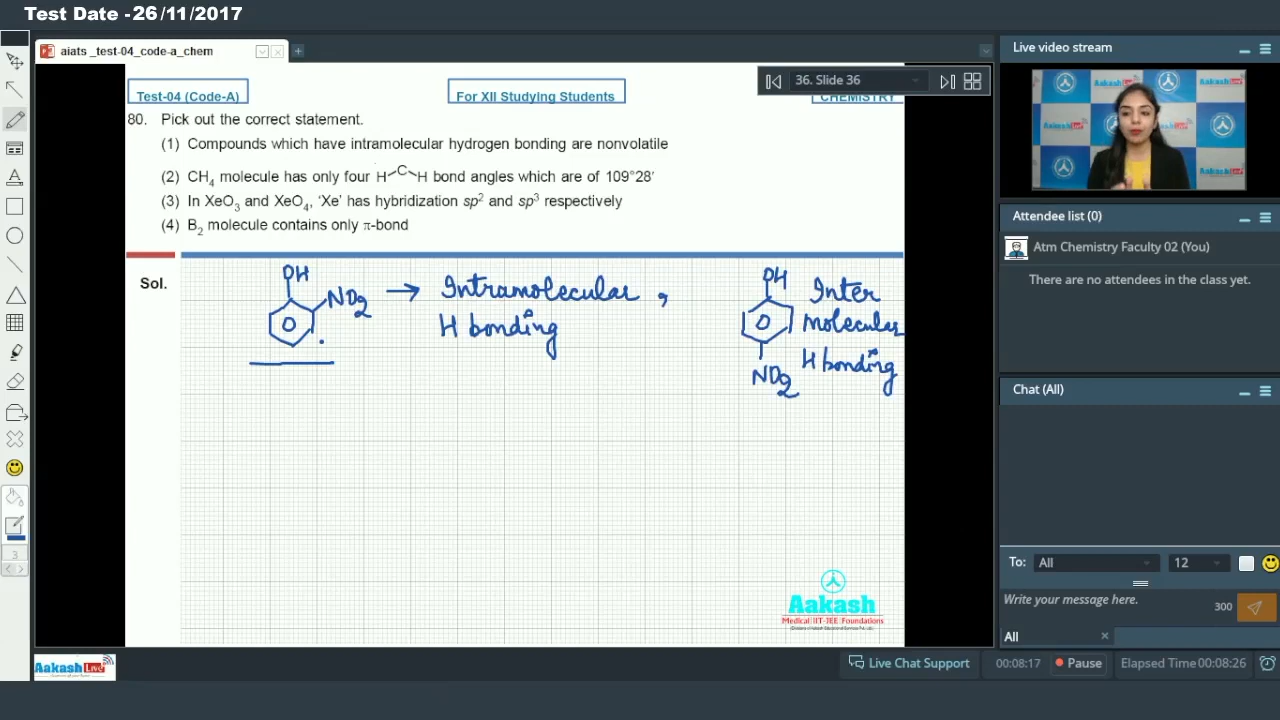 Test Date -26/11/2017
aiats _test-04_code-a_chem
Live video stream
36. Slide 36
Test-04 (Code-A)
For XII Studying Students
CHEMISTRY
80. Pick out the correct statement.
(1) Compounds which have intramolecular hydrogen bonding are nonvolatile
(2) CH4 molecule has only four H C H bond angles which are of 109°28′
(3) In XeO3 and XeO4, ‘Xe’ has hybridization sp2 and sp3 respectively
(4) B2 molecule contains only π-bond
Attendee list (0)
Atm Chemistry Faculty 02 (You)
There are no attendees in the class yet.
Sol.
OH
NO2 → Intramolecular
H bonding
,
OH
Inter
molecular
H bonding
NO2
Chat (All)
To: All 12
Write your message here.
300
All
Aakash
Medical|IIT-JEE|Foundations
Aakash Live
Live Chat Support
00:08:17
Pause
Elapsed Time 00:08:26
3